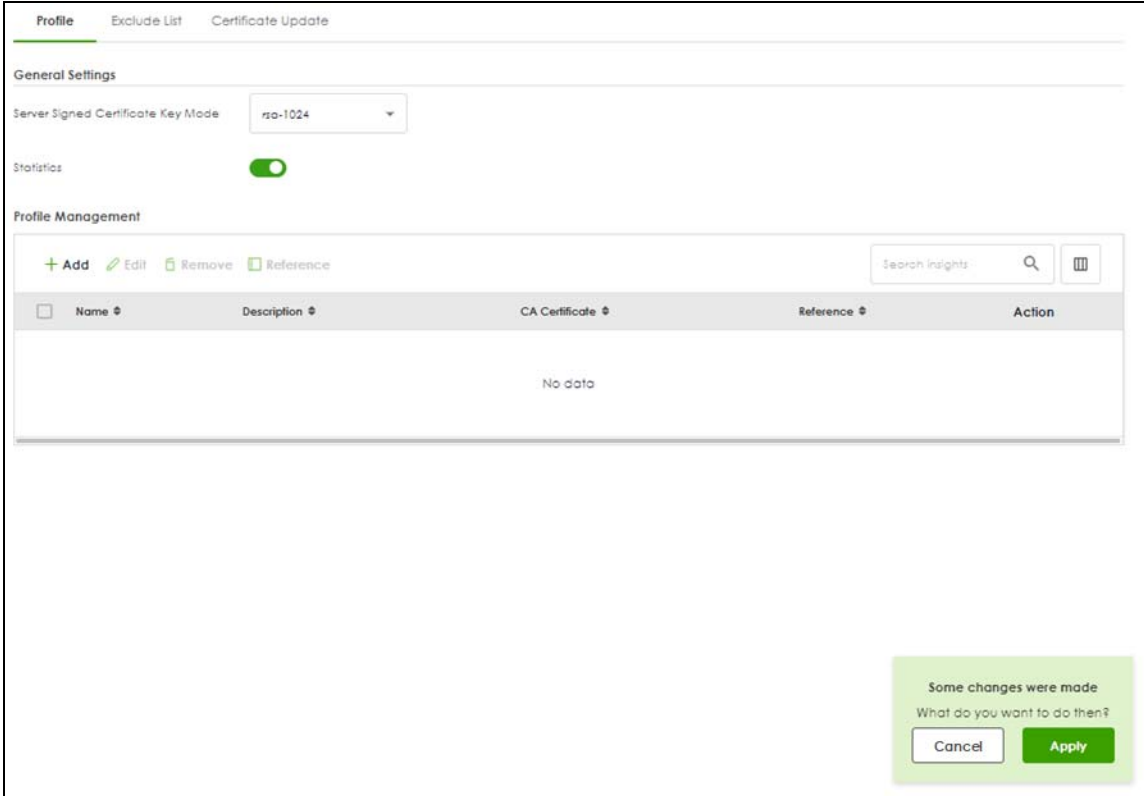 Profile Exclude List Certificate Update
General Settings
Server Signed Certificate Key Mode rsa-1024
Statistics
Profile Management
Add Edit Remove Reference Search insights
Name Description CA Certificate Reference Action
No data
Some changes were made
What do you want to do then?
Cancel Apply